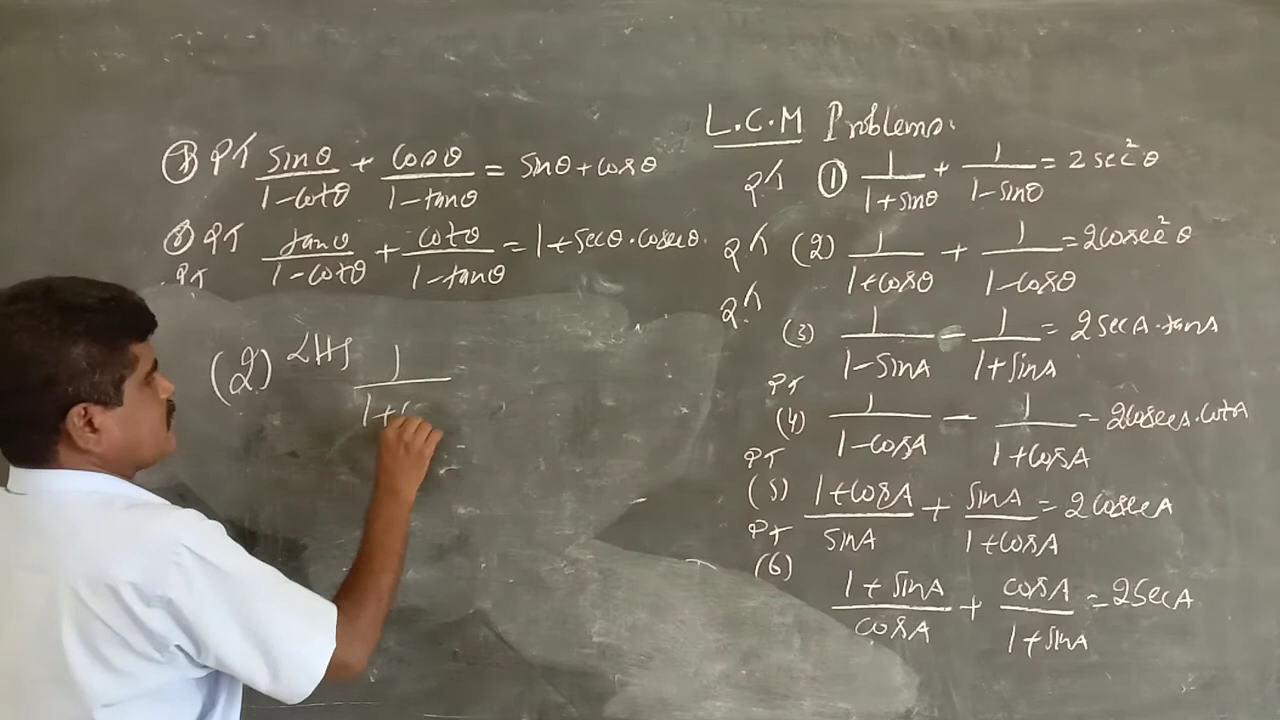 L.C.M Problems.
PT (1) 1/(1+sinθ) + 1/(1-sinθ) = 2sec²θ
PT (2) 1/(1+cosθ) + 1/(1-cosθ) = 2cosec²θ
PT (3) 1/(1-sinA) - 1/(1+sinA) = 2secA.tanA
PT (4) 1/(1-cosA) - 1/(1+cosA) = 2cosecA.cotA
PT (5) (1+cosA)/sinA + sinA/(1+cosA) = 2cosecA
PT (6) (1+sinA)/cosA + cosA/(1+sinA) = 2secA
(7) PT sinθ/(1-cotθ) + cosθ/(1-tanθ) = sinθ+cosθ
(8) PT tanθ/(1-cotθ) + cotθ/(1-tanθ) = 1+secθ.cosecθ.
PT
(2) LHS 1/(1+c